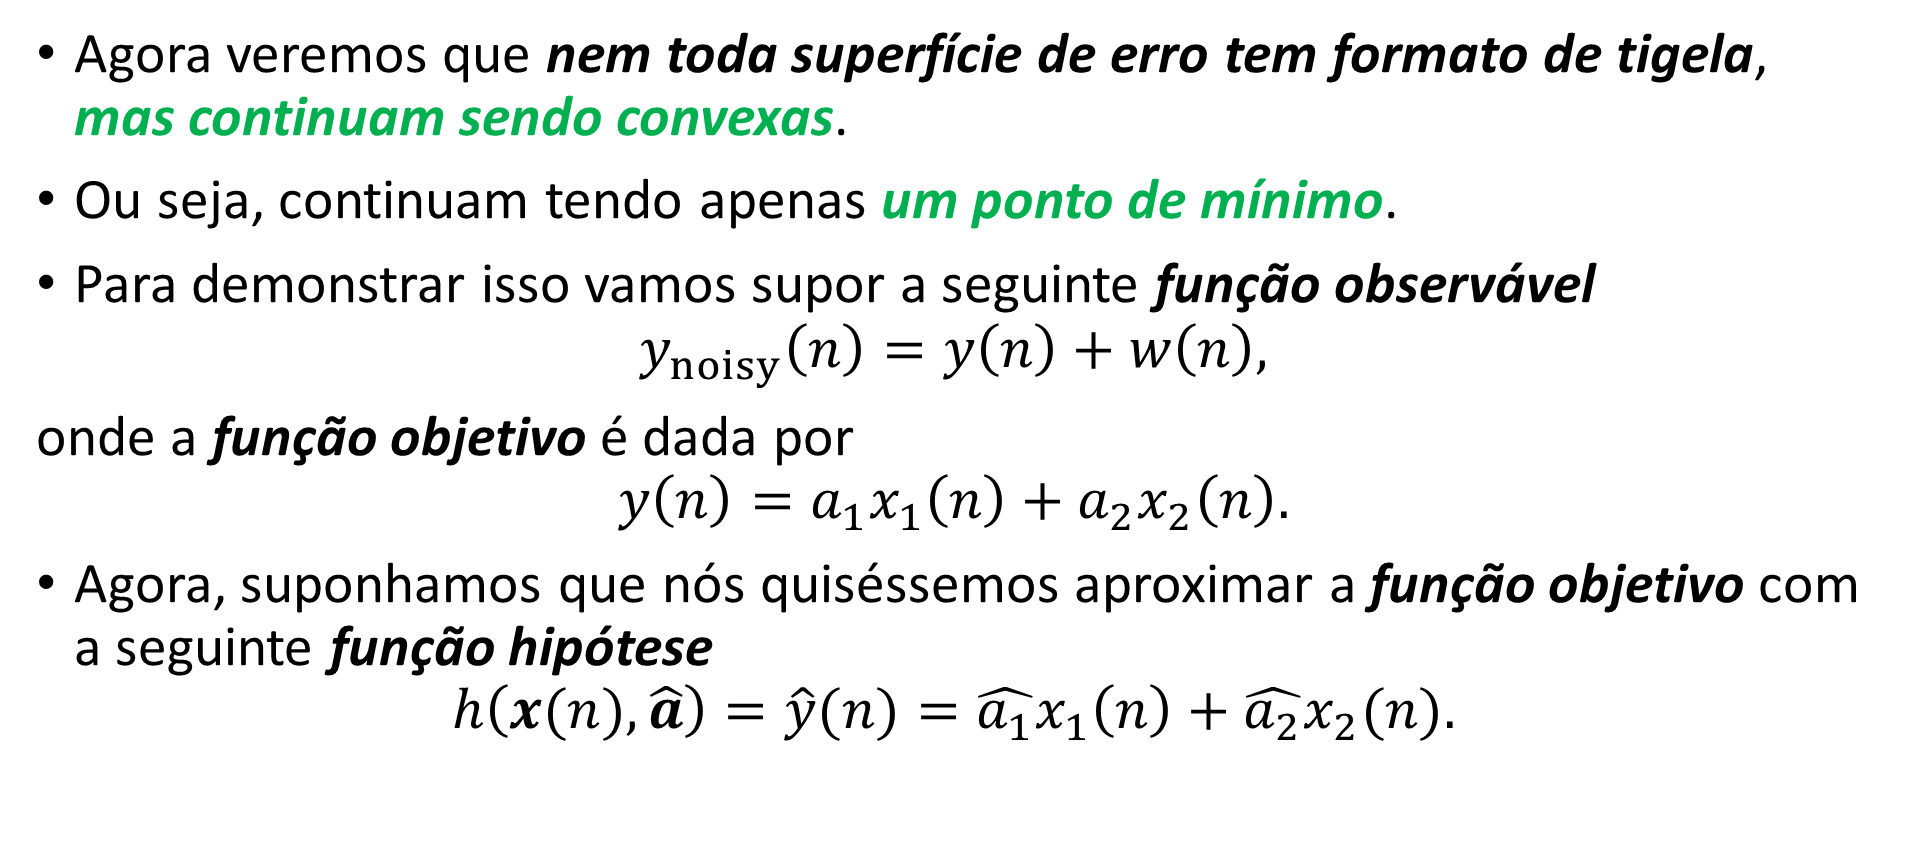 • Agora veremos que nem toda superfície de erro tem formato de tigela,
mas continuam sendo convexas.
• Ou seja, continuam tendo apenas um ponto de mínimo.
• Para demonstrar isso vamos supor a seguinte função observável
y_noisy(n) = y(n) + w(n),
onde a função objetivo é dada por
y(n) = a₁x₁(n) + a₂x₂(n).
• Agora, suponhamos que nós quiséssemos aproximar a função objetivo com
a seguinte função hipótese
h(x(n), â) = ŷ(n) = â₁x₁(n) + â₂x₂(n).